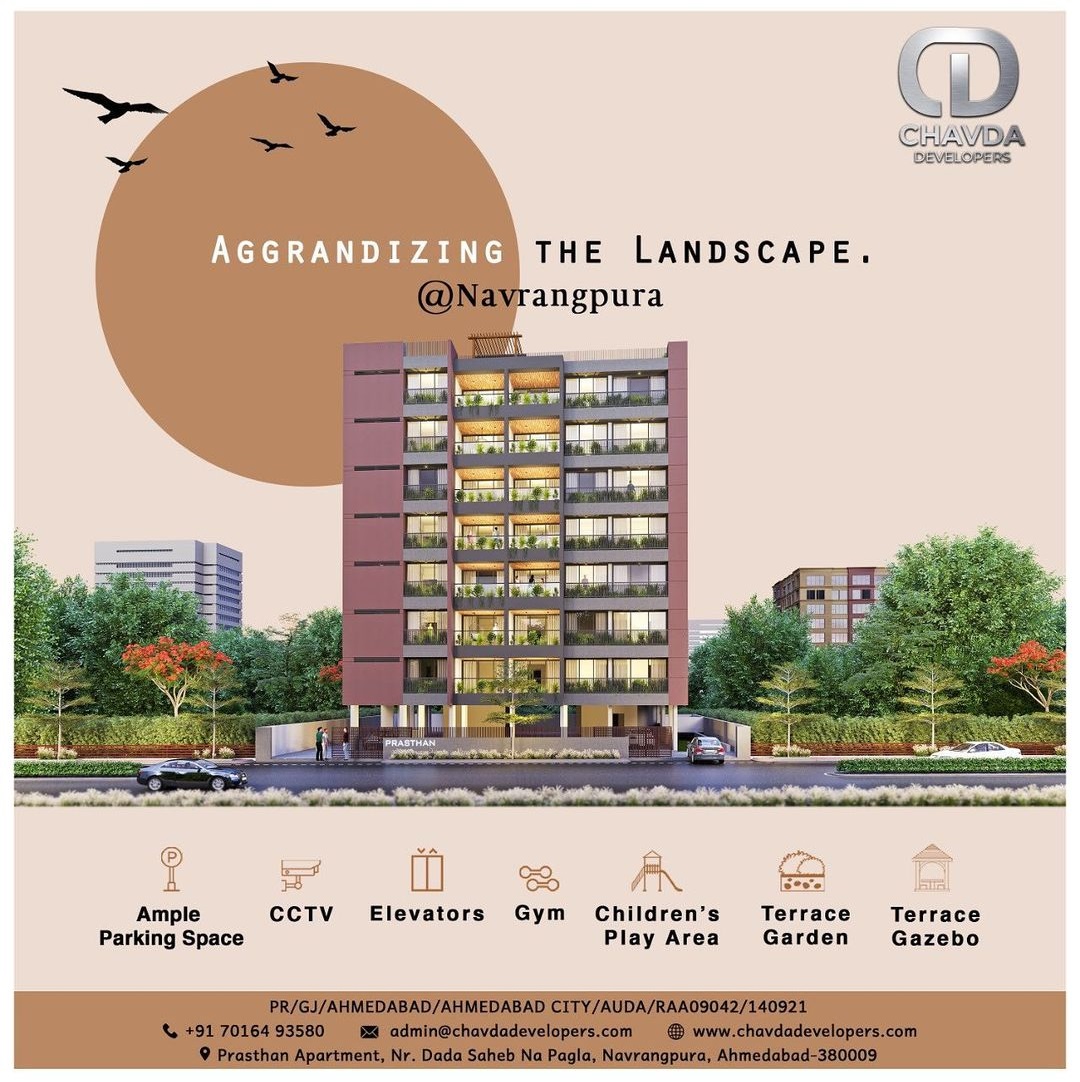 CHAVDA
DEVELOPERS
AGGRANDIZING THE LANDSCAPE.
@Navrangpura
PRASTHAN
P
Ample
Parking Space
CCTV
Elevators
Gym
Children's
Play Area
Terrace
Garden
Terrace
Gazebo
PR/GJ/AHMEDABAD/AHMEDABAD CITY/AUDA/RAA09042/140921
+91 70164 93580 admin@chavdadevelopers.com www.chavdadevelopers.com
Prasthan Apartment, Nr. Dada Saheb Na Pagla, Navrangpura, Ahmedabad-380009